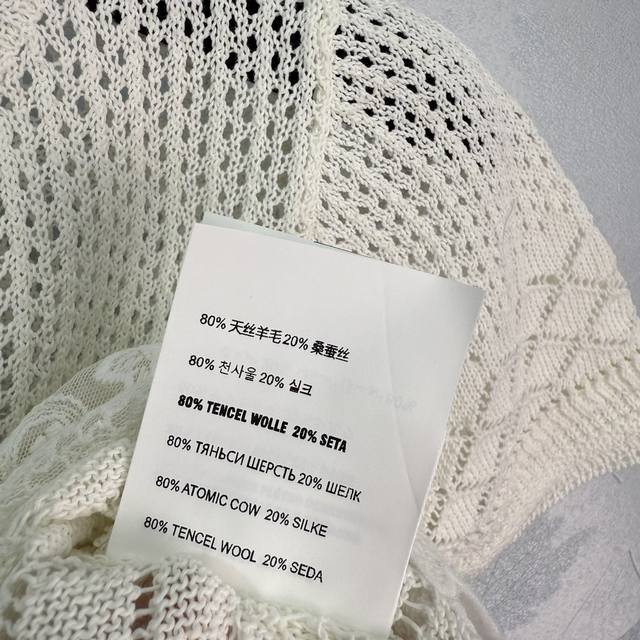 80% 天丝羊毛20% 桑蚕丝
80% 천사울 20% 실크
80% TENCEL WOLLE 20% SETA
80% ТЯНЬСИ ШЕРСТЬ 20% ШЕЛК
80% ATOMIC COW 20% SILKE
80% TENCEL WOOL 20% SEDA